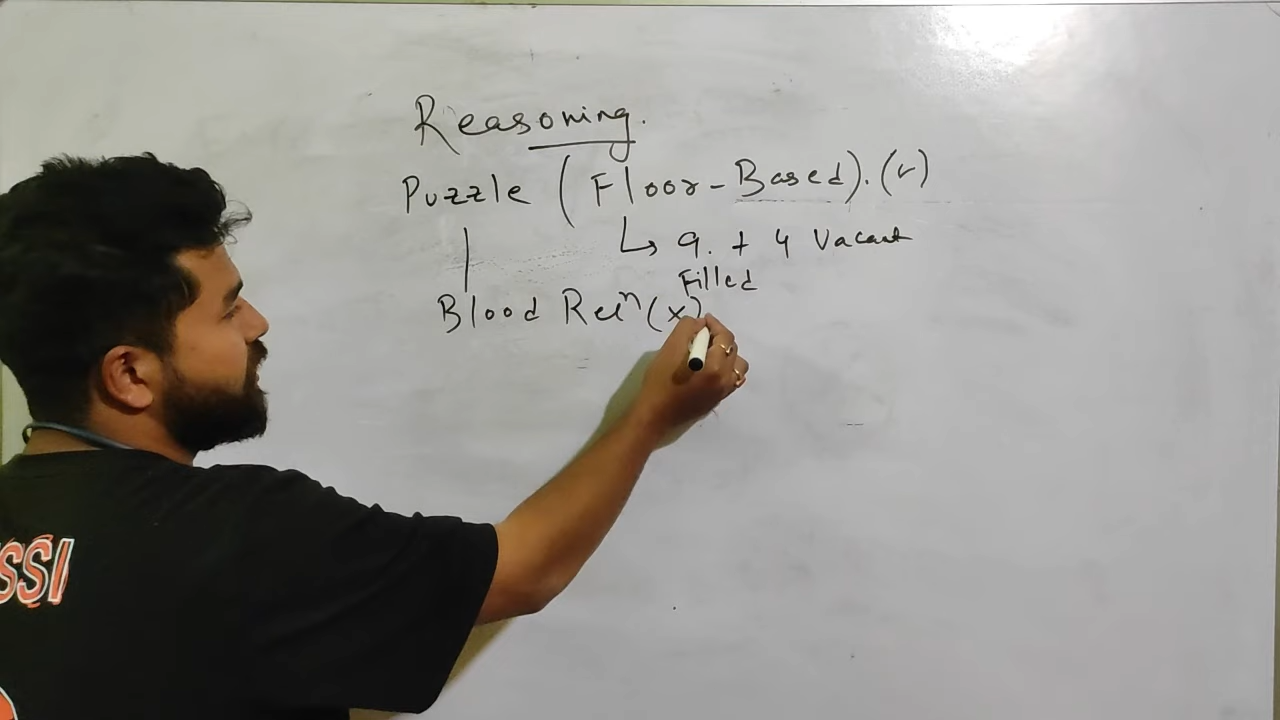 Reasoning.
Puzzle (Floor-Based). (✓)
↳ 9. + 4 Vacant
Filled
Blood Relⁿ (x)
SSI